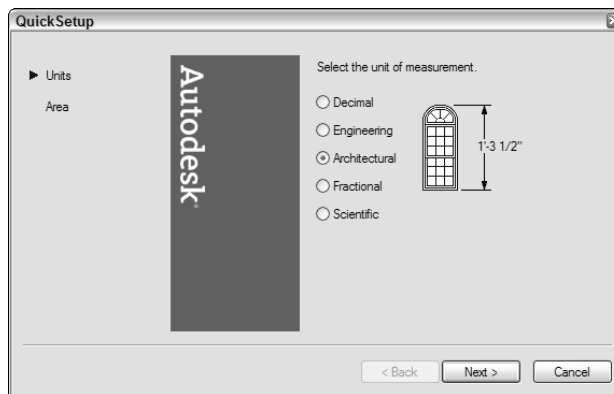 QuickSetup
Units
Area
Autodesk
Select the unit of measurement.
Decimal
Engineering
Architectural
Fractional
Scientific
1'-3 1/2"
< Back
Next >
Cancel